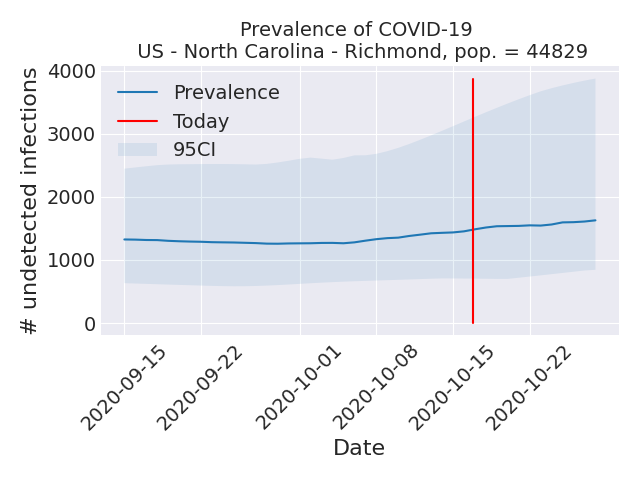 Prevalence of COVID-19
US - North Carolina - Richmond, pop. = 44829
# undetected infections
4000
3000
2000
1000
0
Prevalence
Today
95CI
2020-09-15
2020-09-22
2020-10-01
2020-10-08
2020-10-15
2020-10-22
Date